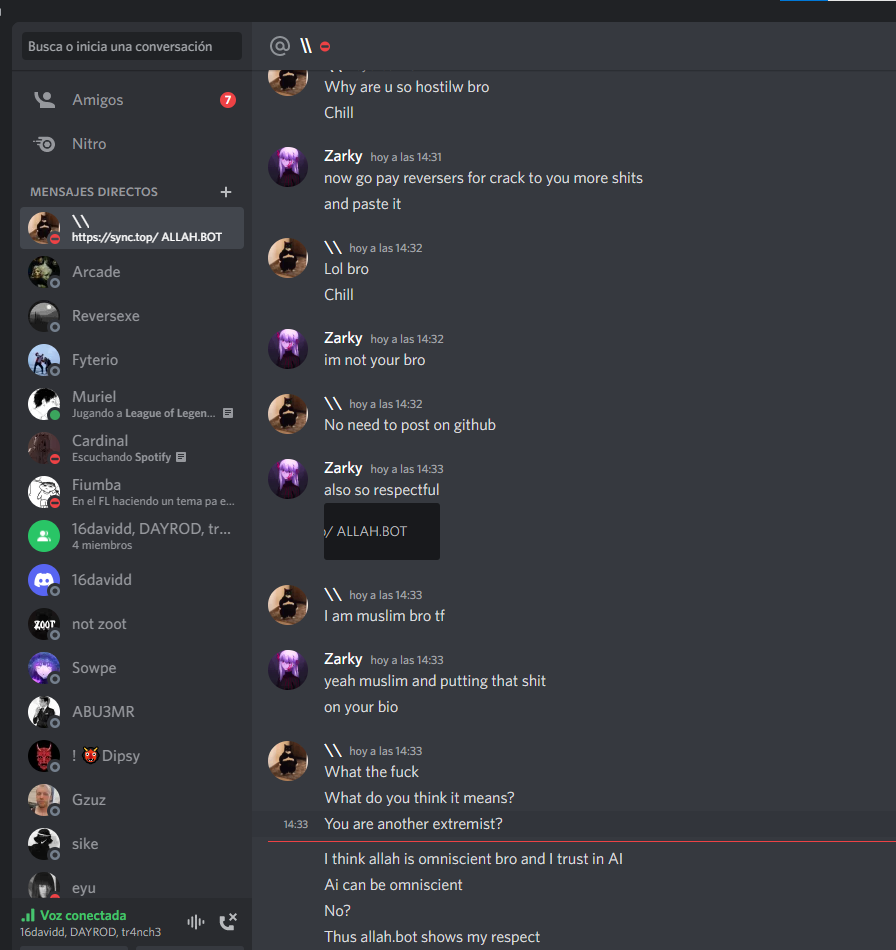 Busca o inicia una conversación
Amigos
7
Nitro
MENSAJES DIRECTOS
\\
https://sync.top/ ALLAH.BOT
Arcade
Reversexe
Fyterio
Muriel
Jugando a League of Legen...
Cardinal
Escuchando Spotify
Fiumba
En el FL haciendo un tema pa e...
16davidd, DAYROD, tr...
4 miembros
16davidd
ZOOT
not zoot
Sowpe
ABU3MR
! 👹Dipsy
Gzuz
sike
eyu
Voz conectada
16davidd, DAYROD, tr4nch3
@ \\
Why are u so hostilw bro
Chill
Zarky hoy a las 14:31
now go pay reversers for crack to you more shits
and paste it
\\ hoy a las 14:32
Lol bro
Chill
Zarky hoy a las 14:32
im not your bro
\\ hoy a las 14:32
No need to post on github
Zarky hoy a las 14:33
also so respectful
/ ALLAH.BOT
\\ hoy a las 14:33
I am muslim bro tf
Zarky hoy a las 14:33
yeah muslim and putting that shit
on your bio
\\ hoy a las 14:33
What the fuck
What do you think it means?
14:33 You are another extremist?
I think allah is omniscient bro and I trust in AI
Ai can be omniscient
No?
Thus allah.bot shows my respect